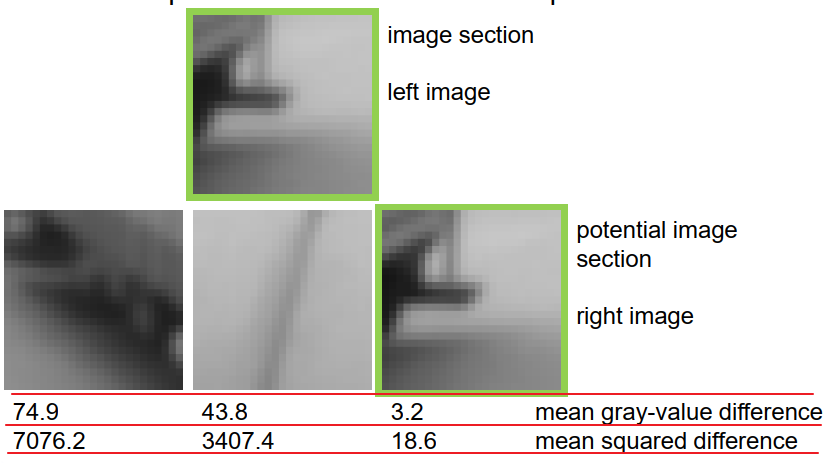 image section
left image
potential image
section
right image
74.9 43.8 3.2 mean gray-value difference
7076.2 3407.4 18.6 mean squared difference